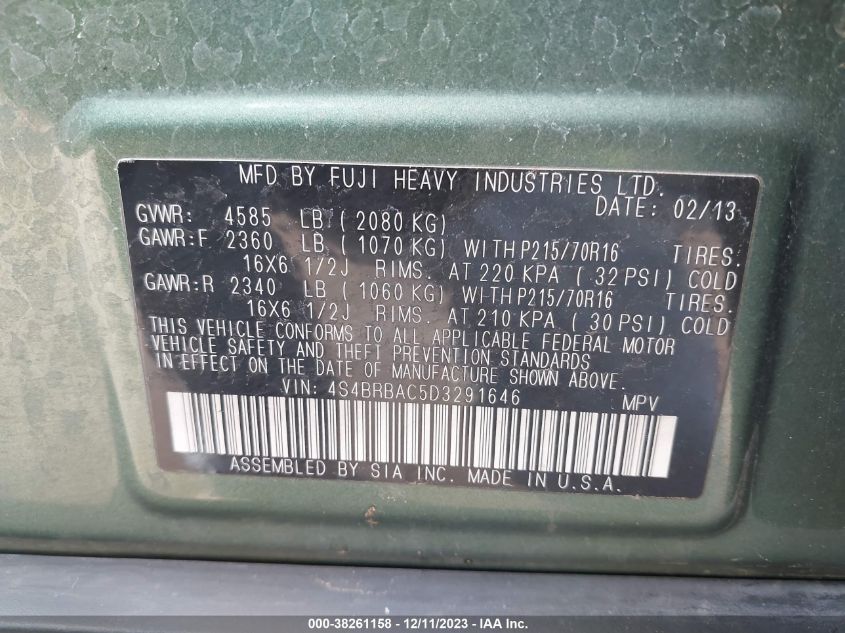 MFD BY FUJI HEAVY INDUSTRIES LTD.
DATE: 02/13
GVWR: 4585 LB ( 2080 KG)
GAWR:F 2360 LB ( 1070 KG) WITH P215/70R16 TIRES.
16X6 1/2J RIMS. AT 220 KPA ( 32 PSI) COLD
GAWR:R 2340 LB ( 1060 KG) WITH P215/70R16 TIRES.
16X6 1/2J RIMS. AT 210 KPA ( 30 PSI) COLD
THIS VEHICLE CONFORMS TO ALL APPLICABLE FEDERAL MOTOR
VEHICLE SAFETY AND THEFT PREVENTION STANDARDS
IN EFFECT ON THE DATE OF MANUFACTURE SHOWN ABOVE.
VIN: 4S4BRBAC5D3291646 MPV
ASSEMBLED BY SIA INC. MADE IN U.S.A.
000-38261158 - 12/11/2023 - IAAI.COM